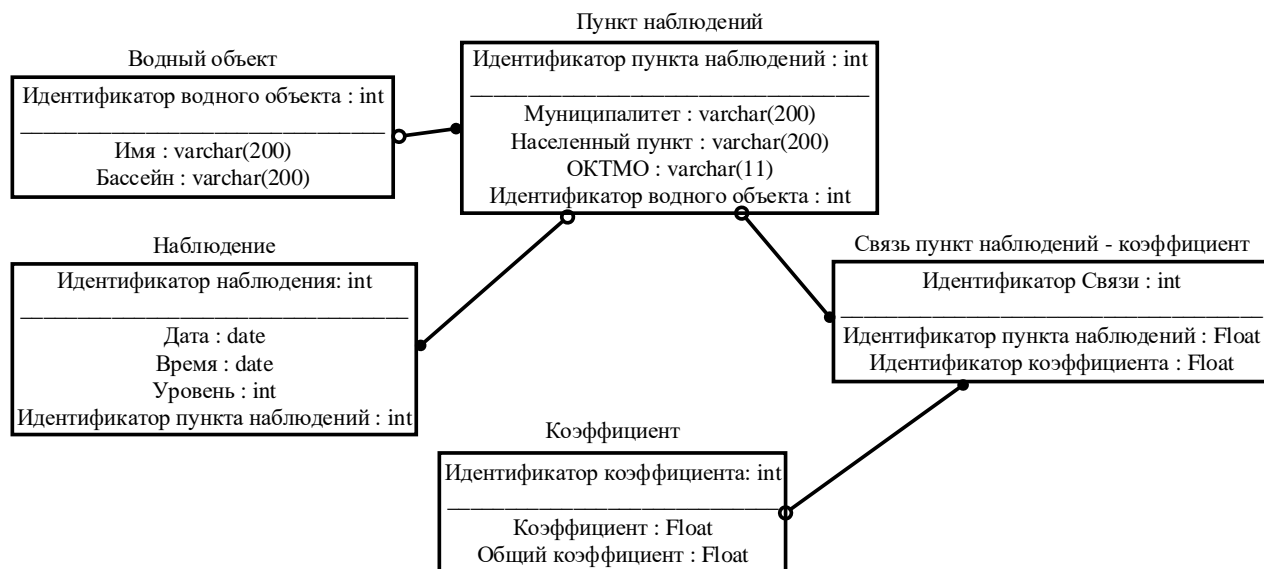 Пункт наблюдений
Идентификатор пункта наблюдений : int
Муниципалитет : varchar(200)
Населенный пункт : varchar(200)
ОКТМО : varchar(11)
Идентификатор водного объекта : int
Водный объект
Идентификатор водного объекта : int
Имя : varchar(200)
Бассейн : varchar(200)
Наблюдение
Идентификатор наблюдения: int
Дата : date
Время : date
Уровень : int
Идентификатор пункта наблюдений : int
Связь пункт наблюдений - коэффициент
Идентификатор Связи : int
Идентификатор пункта наблюдений : Float
Идентификатор коэффициента : Float
Коэффициент
Идентификатор коэффициента: int
Коэффициент : Float
Общий коэффициент : Float